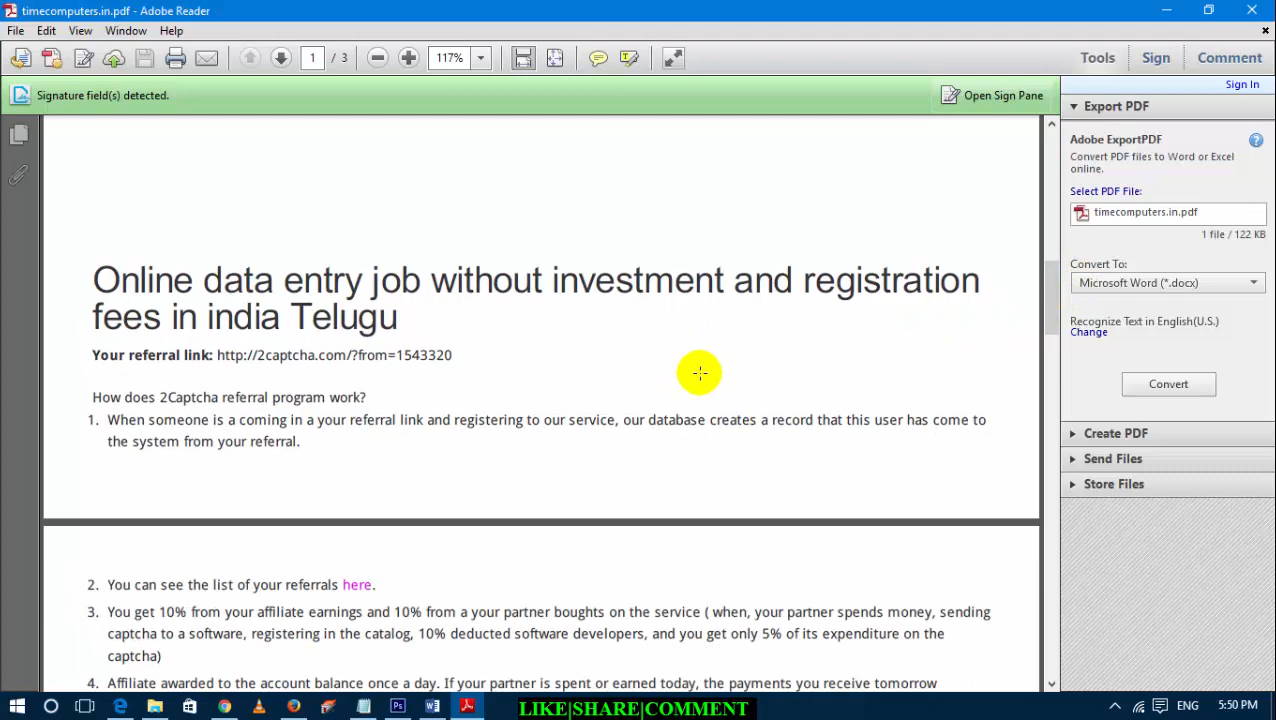 timecomputers.in.pdf - Adobe Reader
File Edit View Window Help
1 / 3 117% Tools Sign Comment
Signature field(s) detected. Open Sign Pane
Sign In
Export PDF
Adobe ExportPDF
Convert PDF files to Word or Excel
online.
Select PDF File:
timecomputers.in.pdf
1 file / 122 KB
Convert To:
Microsoft Word (*.docx)
Recognize Text in English(U.S.)
Change
Convert
Create PDF
Send Files
Store Files
Online data entry job without investment and registration
fees in india Telugu
Your referral link: http://2captcha.com/?from=1543320
How does 2Captcha referral program work?
1. When someone is a coming in a your referral link and registering to our service, our database creates a record that this user has come to
the system from your referral.
2. You can see the list of your referrals here.
3. You get 10% from your affiliate earnings and 10% from a your partner boughts on the service ( when, your partner spends money, sending
captcha to a software, registering in the catalog, 10% deducted software developers, and you get only 5% of its expenditure on the
captcha)
4. Affiliate awarded to the account balance once a day. If your partner is spent or earned today, the payments you receive tomorrow
LIKE|SHARE|COMMENT
ENG 5:50 PM